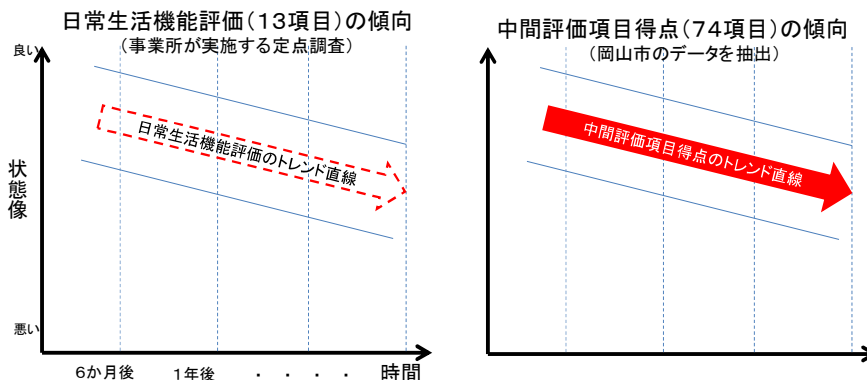 日常生活機能評価(13項目)の傾向
(事業所が実施する定点調査)
良い
日常生活機能評価のトレンド直線
状態像
悪い
6か月後 1年後 ・ ・ ・ ・ 時間
中間評価項目得点(74項目)の傾向
(岡山市のデータを抽出)
中間評価項目得点のトレンド直線